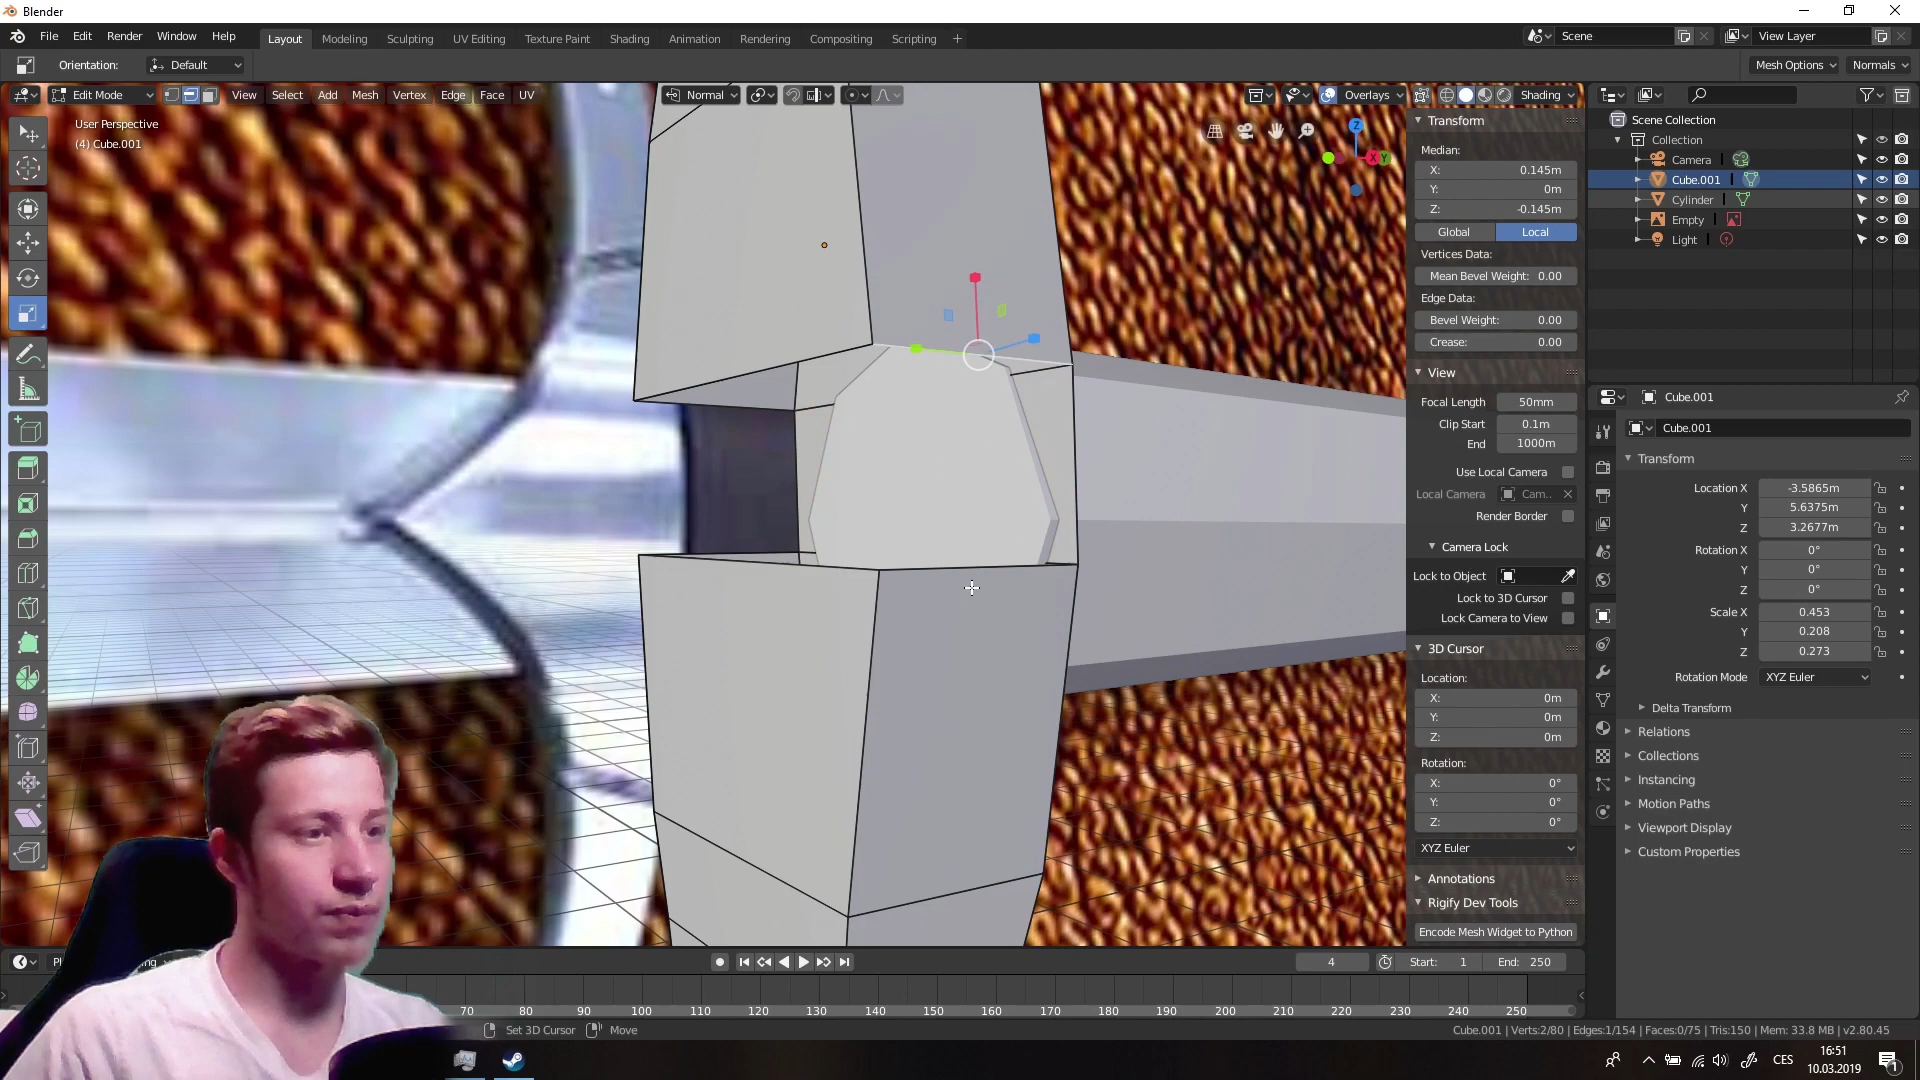 Blender
File Edit Render Window Help
Layout Modeling Sculpting UV Editing Texture Paint Shading Animation Rendering Compositing Scripting +
Scene
View Layer
Orientation: Default
Mesh Options Normals
Edit Mode View Select Add Mesh Vertex Edge Face UV
Normal
Overlays
Shading
User Perspective
(4) Cube.001
Z
X
Y
Transform
Median:
X: 0.145m
Y: 0m
Z: -0.145m
Global Local
Vertices Data:
Mean Bevel Weight: 0.00
Edge Data:
Bevel Weight: 0.00
Crease: 0.00
View
Focal Length 50mm
Clip Start 0.1m
End 1000m
Use Local Camera
Local Camera Cam..
Render Border
Camera Lock
Lock to Object
Lock to 3D Cursor
Lock Camera to View
3D Cursor
Location:
X: 0m
Y: 0m
Z: 0m
Rotation:
X: 0°
Y: 0°
Z: 0°
XYZ Euler
Annotations
Rigify Dev Tools
Encode Mesh Widget to Python
Scene Collection
Collection
Camera
Cube.001
Cylinder
Empty
Light
Cube.001
Cube.001
Transform
Location X -3.5865m
Y 5.6375m
Z 3.2677m
Rotation X 0°
Y 0°
Z 0°
Scale X 0.453
Y 0.208
Z 0.273
Rotation Mode XYZ Euler
Delta Transform
Relations
Collections
Instancing
Motion Paths
Viewport Display
Custom Properties
4 Start: 1 End: 250
70 80 90 100 110 120 130 140 150 160 170 180 190 200 210 220 230 240 250
Set 3D Cursor Move
Cube.001 | Verts:2/80 | Edges:1/154 | Faces:0/75 | Tris:150 | Mem: 33.8 MB | v2.80.45
CES
16:51
10.03.2019
1